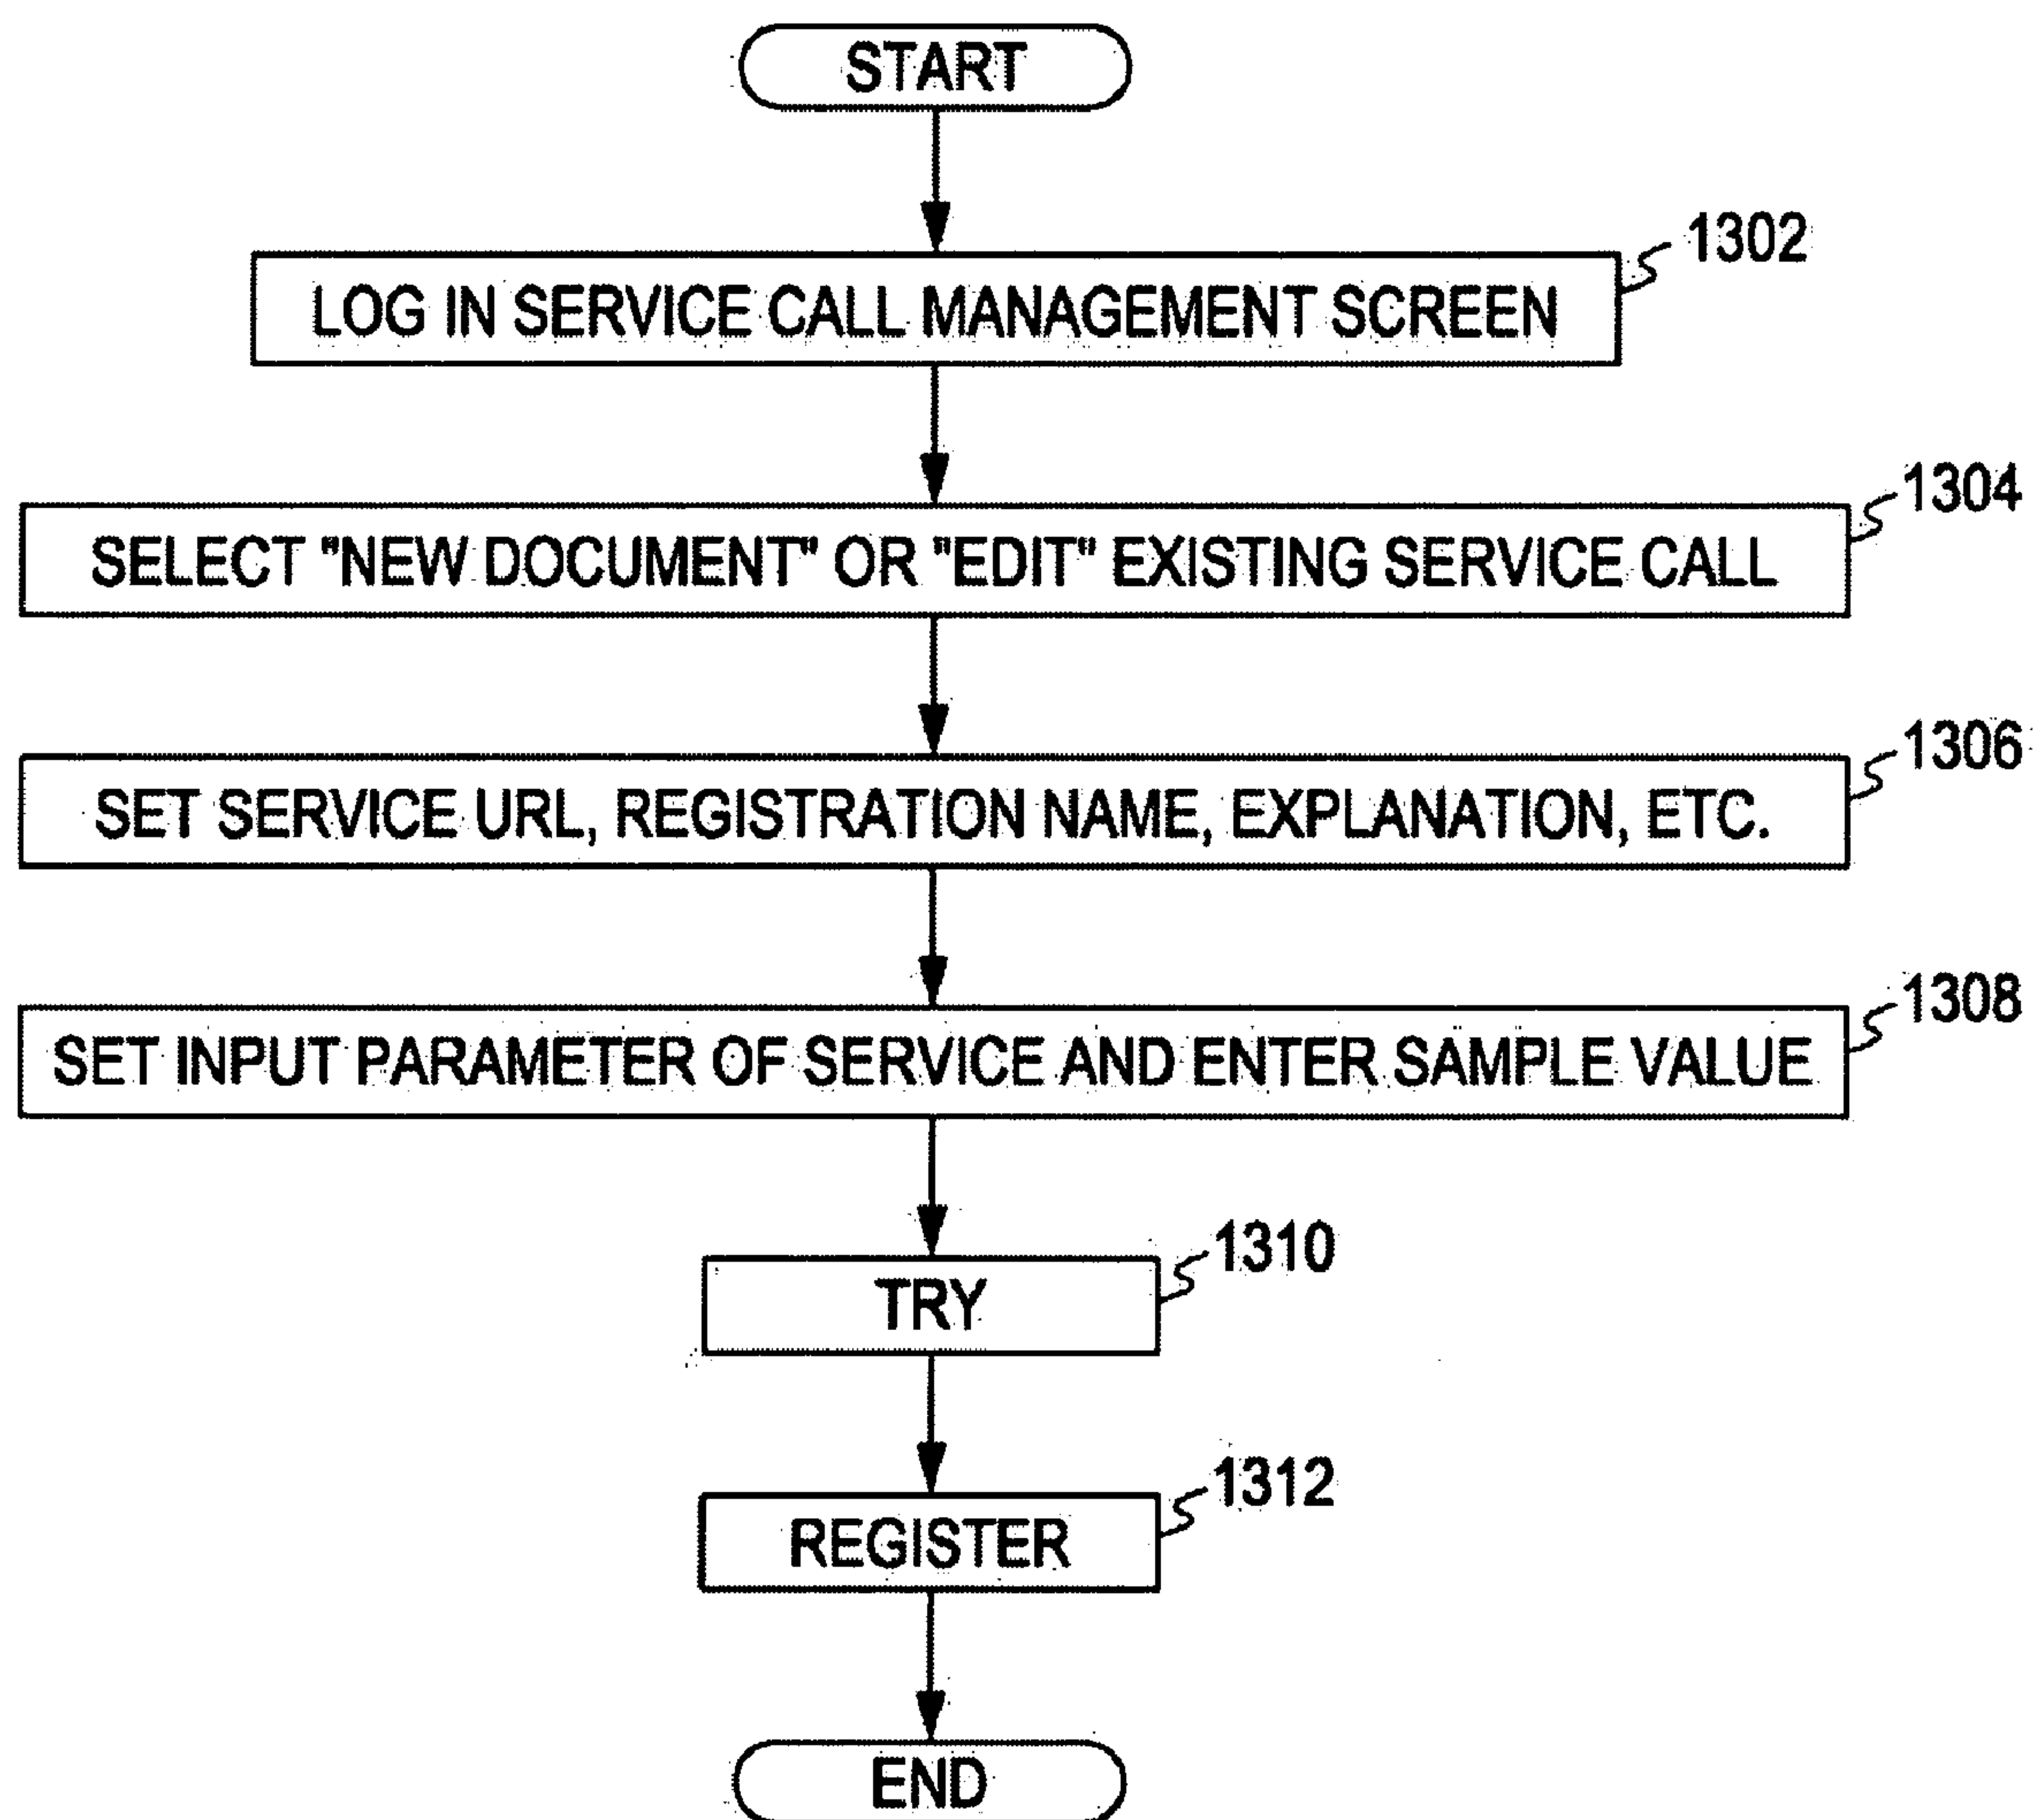 START
1302
LOG IN SERVICE CALL MANAGEMENT SCREEN
1304
SELECT "NEW DOCUMENT" OR "EDIT" EXISTING SERVICE CALL
1306
SET SERVICE URL, REGISTRATION NAME, EXPLANATION, ETC.
1308
SET INPUT PARAMETER OF SERVICE AND ENTER SAMPLE VALUE
1310
TRY
1312
REGISTER
END